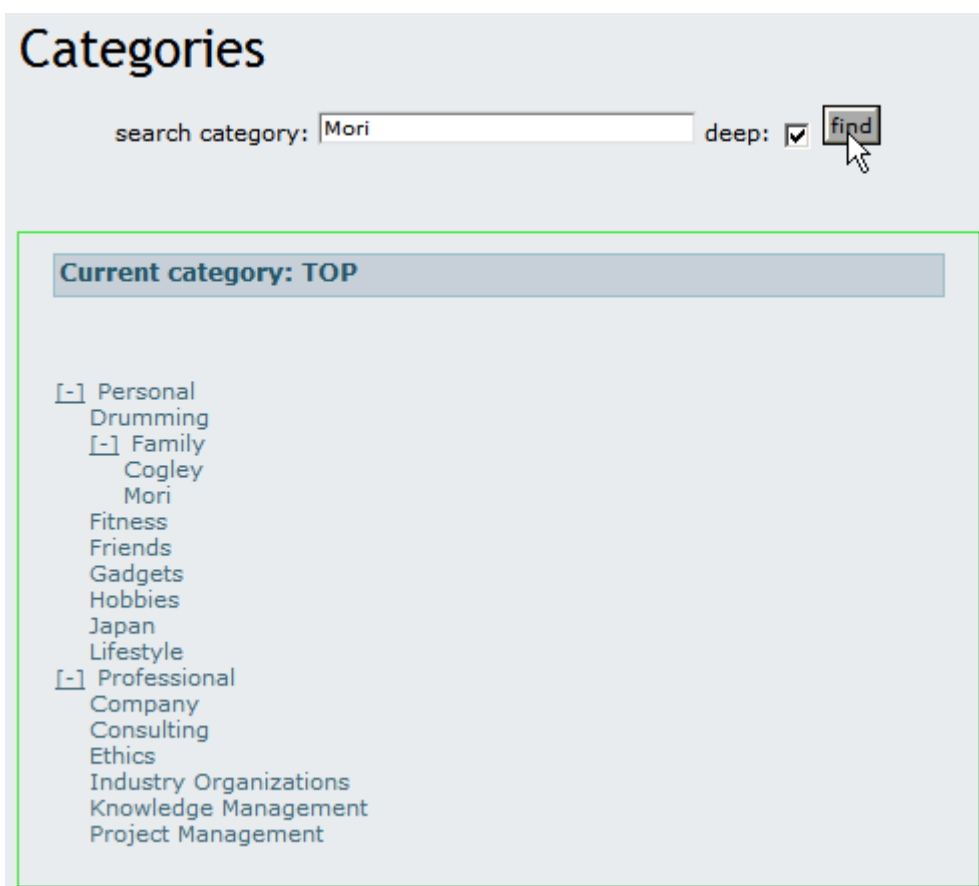 Categories
search category: Mori deep: find
Current category: TOP
[-] Personal
Drumming
[-] Family
Cogley
Mori
Fitness
Friends
Gadgets
Hobbies
Japan
Lifestyle
[-] Professional
Company
Consulting
Ethics
Industry Organizations
Knowledge Management
Project Management